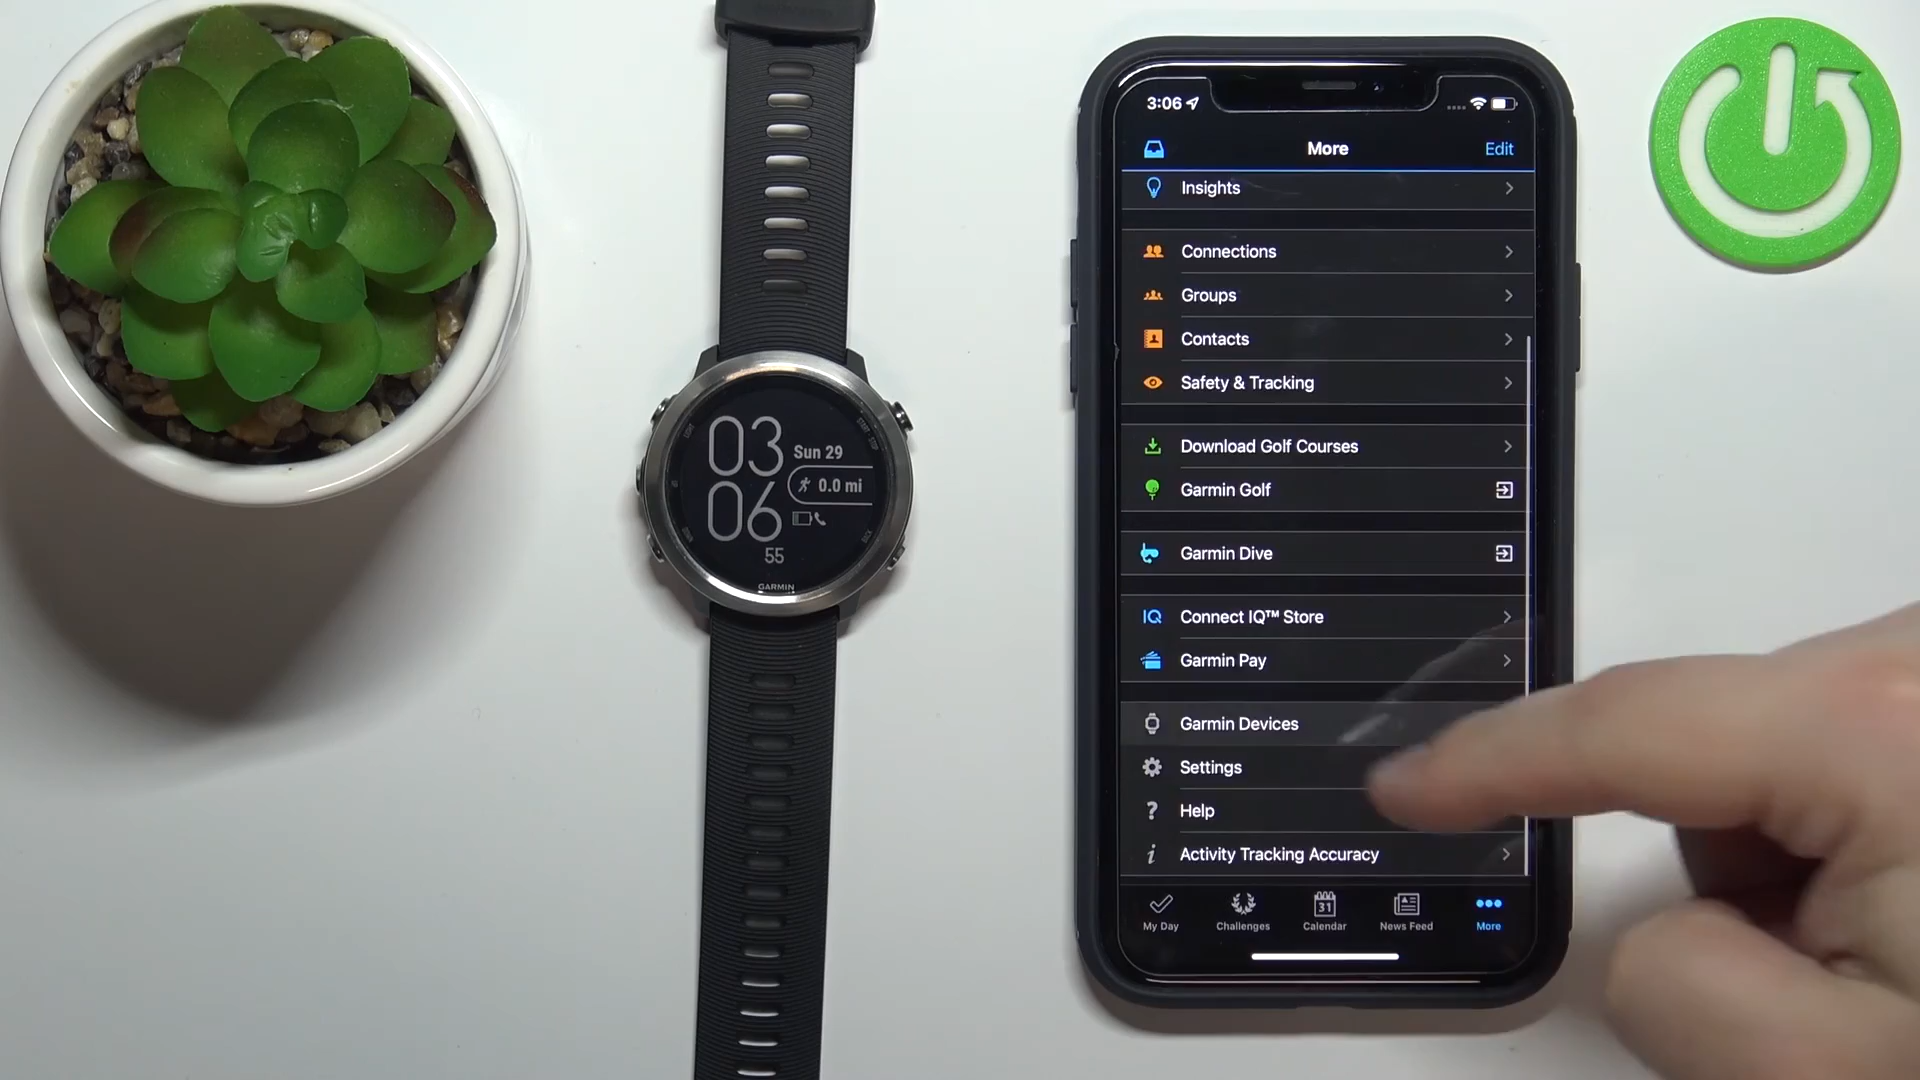 03
06
Sun 29
0.0 mi
55
GARMIN
3:06
More
Edit
Insights
Connections
Groups
Contacts
Safety & Tracking
Download Golf Courses
Garmin Golf
Garmin Dive
IQ Connect IQ™ Store
Garmin Pay
Garmin Devices
Settings
? Help
i Activity Tracking Accuracy
31
My Day
Challenges
Calendar
News Feed
More